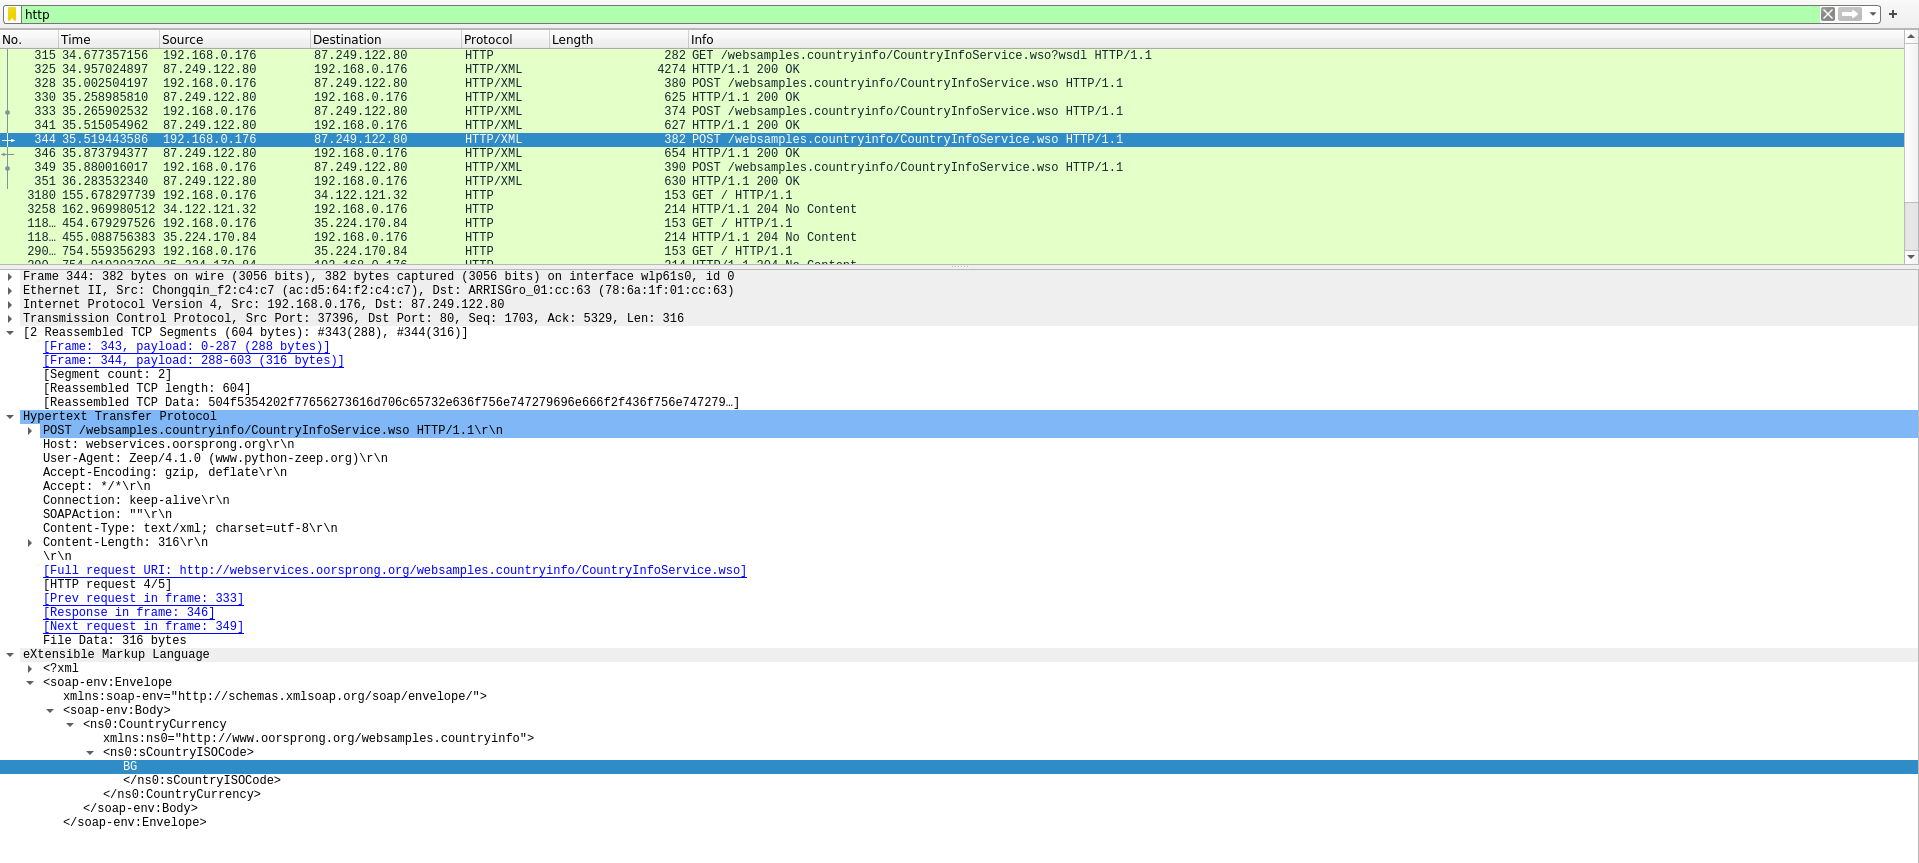 http
No. Time Source Destination Protocol Length Info
315 34.677357156 192.168.0.176 87.249.122.80 HTTP 282 GET /websamples.countryinfo/CountryInfoService.wso?wsdl HTTP/1.1
325 34.957024897 87.249.122.80 192.168.0.176 HTTP/XML 4274 HTTP/1.1 200 OK
328 35.002504197 192.168.0.176 87.249.122.80 HTTP/XML 380 POST /websamples.countryinfo/CountryInfoService.wso HTTP/1.1
330 35.258985810 87.249.122.80 192.168.0.176 HTTP/XML 625 HTTP/1.1 200 OK
333 35.265902532 192.168.0.176 87.249.122.80 HTTP/XML 374 POST /websamples.countryinfo/CountryInfoService.wso HTTP/1.1
341 35.515054962 87.249.122.80 192.168.0.176 HTTP/XML 627 HTTP/1.1 200 OK
344 35.519443586 192.168.0.176 87.249.122.80 HTTP/XML 382 POST /websamples.countryinfo/CountryInfoService.wso HTTP/1.1
346 35.873794377 87.249.122.80 192.168.0.176 HTTP/XML 654 HTTP/1.1 200 OK
349 35.880016017 192.168.0.176 87.249.122.80 HTTP/XML 390 POST /websamples.countryinfo/CountryInfoService.wso HTTP/1.1
351 36.283532340 87.249.122.80 192.168.0.176 HTTP/XML 630 HTTP/1.1 200 OK
3180 155.678297739 192.168.0.176 34.122.121.32 HTTP 153 GET / HTTP/1.1
3258 162.969980512 34.122.121.32 192.168.0.176 HTTP 214 HTTP/1.1 204 No Content
118… 454.679297526 192.168.0.176 35.224.170.84 HTTP 153 GET / HTTP/1.1
118… 455.088756383 35.224.170.84 192.168.0.176 HTTP 214 HTTP/1.1 204 No Content
290… 754.559356293 192.168.0.176 35.224.170.84 HTTP 153 GET / HTTP/1.1
Frame 344: 382 bytes on wire (3056 bits), 382 bytes captured (3056 bits) on interface wlp61s0, id 0
Ethernet II, Src: Chongqin_f2:c4:c7 (ac:d5:64:f2:c4:c7), Dst: ARRISGro_01:cc:63 (78:6a:1f:01:cc:63)
Internet Protocol Version 4, Src: 192.168.0.176, Dst: 87.249.122.80
Transmission Control Protocol, Src Port: 37396, Dst Port: 80, Seq: 1703, Ack: 5329, Len: 316
[2 Reassembled TCP Segments (604 bytes): #343(288), #344(316)]
[Frame: 343, payload: 0-287 (288 bytes)]
[Frame: 344, payload: 288-603 (316 bytes)]
[Segment count: 2]
[Reassembled TCP length: 604]
[Reassembled TCP Data: 504f5354202f77656273616d706c65732e636f756e747279696e666f2f436f756e747279…]
Hypertext Transfer Protocol
POST /websamples.countryinfo/CountryInfoService.wso HTTP/1.1\r\n
Host: webservices.oorsprong.org\r\n
User-Agent: Zeep/4.1.0 (www.python-zeep.org)\r\n
Accept-Encoding: gzip, deflate\r\n
Accept: */*\r\n
Connection: keep-alive\r\n
SOAPAction: ""\r\n
Content-Type: text/xml; charset=utf-8\r\n
Content-Length: 316\r\n
\r\n
[Full request URI: http://webservices.oorsprong.org/websamples.countryinfo/CountryInfoService.wso]
[HTTP request 4/5]
[Prev request in frame: 333]
[Response in frame: 346]
[Next request in frame: 349]
File Data: 316 bytes
eXtensible Markup Language
<?xml
<soap-env:Envelope
xmlns:soap-env="http://schemas.xmlsoap.org/soap/envelope/">
<soap-env:Body>
<ns0:CountryCurrency
xmlns:ns0="http://www.oorsprong.org/websamples.countryinfo">
<ns0:sCountryISOCode>
BG
</ns0:sCountryISOCode>
</ns0:CountryCurrency>
</soap-env:Body>
</soap-env:Envelope>